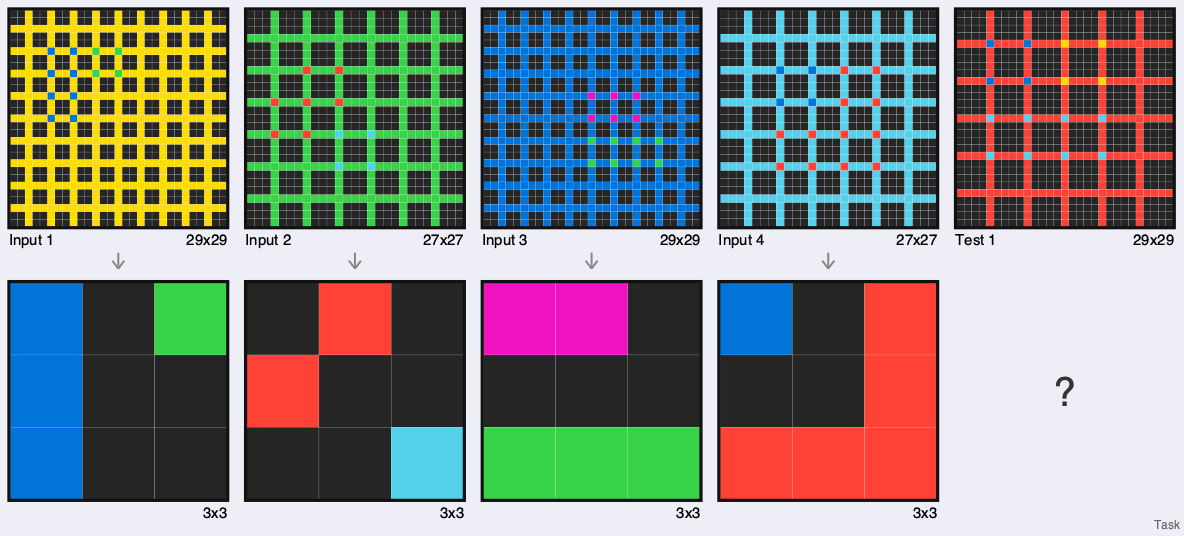 Input 1 29x29
Input 2 27x27
Input 3 29x29
Input 4 27x27
Test 1 29x29
?
3x3
3x3
3x3
3x3
Task